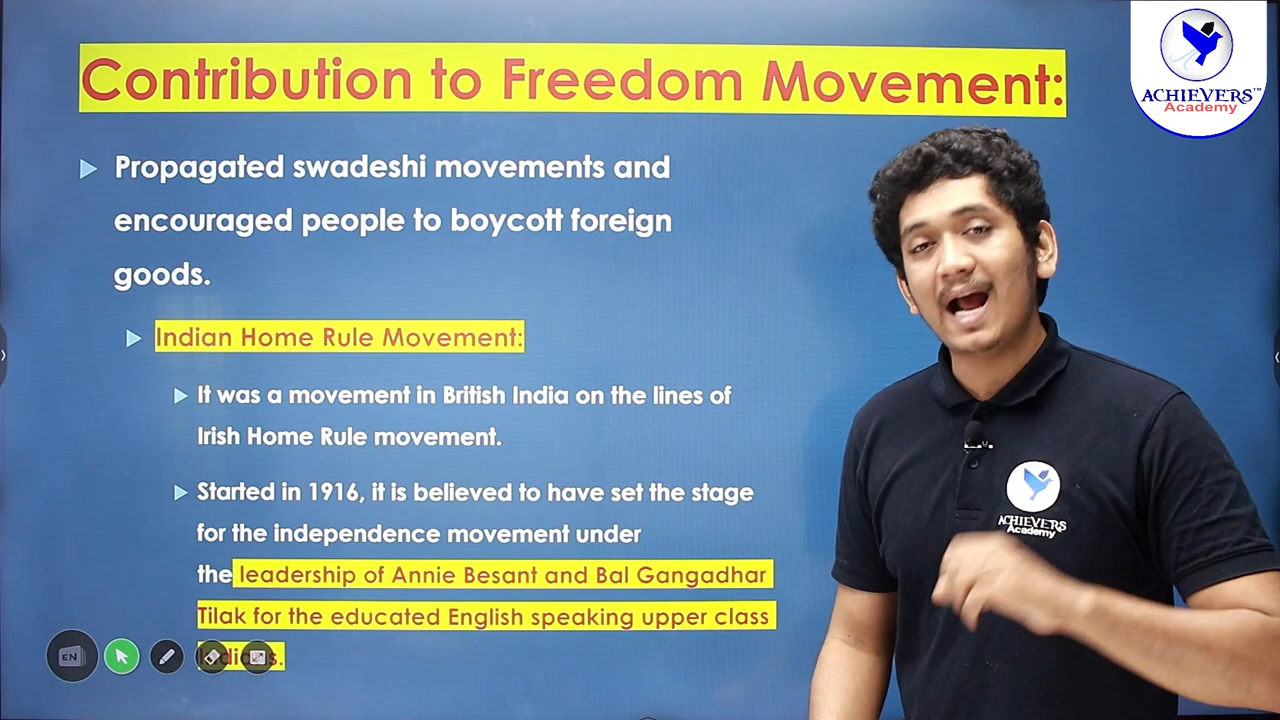 Contribution to Freedom Movement:
ACHIEVERS™
Academy
Propagated swadeshi movements and
encouraged people to boycott foreign
goods.
Indian Home Rule Movement:
It was a movement in British India on the lines of
Irish Home Rule movement.
Started in 1916, it is believed to have set the stage
for the independence movement under
the leadership of Annie Besant and Bal Gangadhar
Tilak for the educated English speaking upper class
EN
ACHIEVERS
Academy